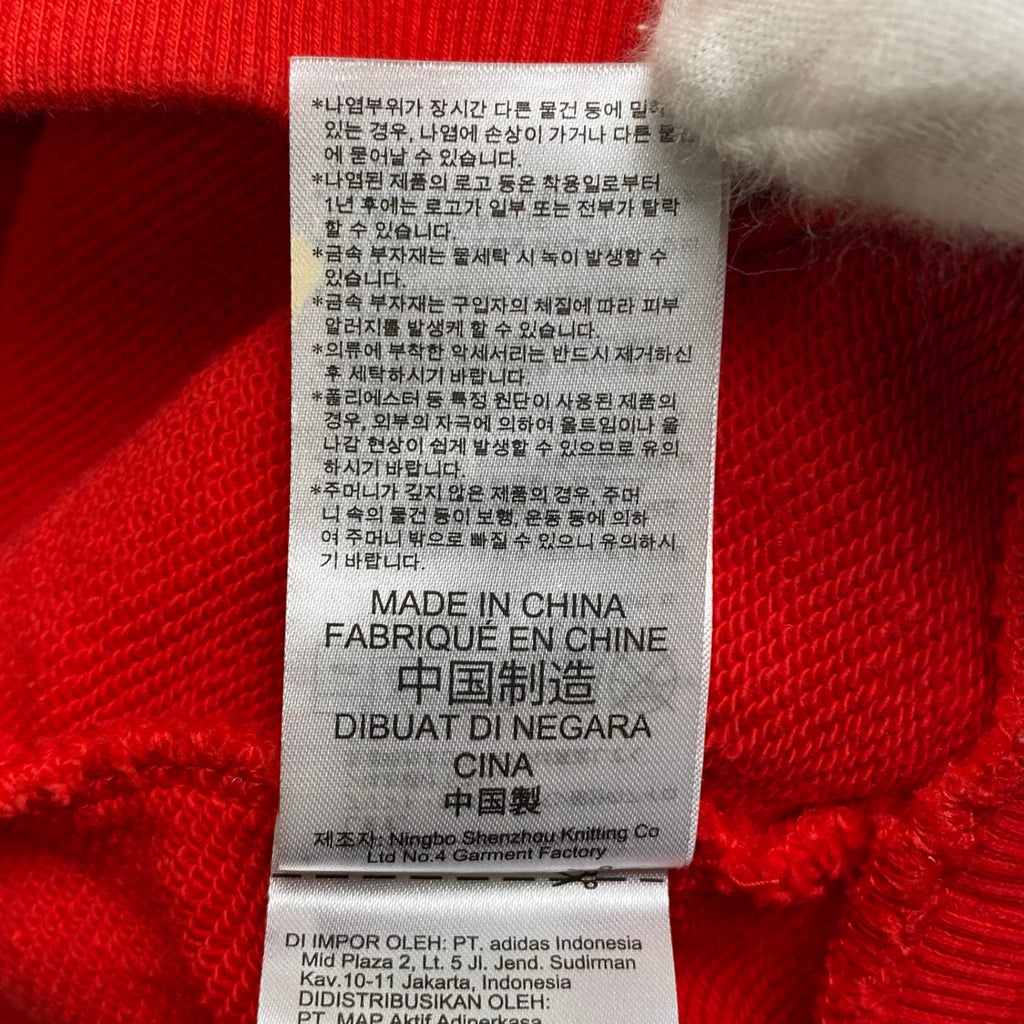 *나염부위가 장시간 다른 물건 등에
있는 경우, 나염에 손상이 가거나 다른
에 묻어날 수 있습니다.
*나염된 제품의 로고 등은 착용일로부터
1년 후에는 로고가 일부 또는 전부가 탈락
할 수 있습니다.
*금속 부자재는 물세탁 시 녹이 발생할 수
있습니다.
*금속 부자재는 구입자의 체질에 따라 피부
알러지를 발생케 할 수 있습니다.
*의류에 부착한 악세서리는 반드시 제거하신
후 세탁하시기 바랍니다.
*폴리에스터 등 특정 원단이 사용된 제품의
경우, 외부의 자극에 의하여 올트임이나 올
나감 현상이 쉽게 발생할 수 있으므로 유의
하시기 바랍니다.
*주머니가 깊지 않은 제품의 경우, 주머
니 속의 물건 등이 보행, 운동 등에 의하
여 주머니 밖으로 빠질 수 있으니 유의하시
기 바랍니다.
MADE IN CHINA
FABRIQUÉ EN CHINE
中国制造
DIBUAT DI NEGARA
CINA
中国製
제조자: Ningbo Shenzhou Knitting Co
Ltd No.4 Garment Factory
DI IMPOR OLEH: PT. adidas Indonesia
Mid Plaza 2, Lt. 5 Jl. Jend. Sudirman
Kav.10-11 Jakarta, Indonesia
DIDISTRIBUSIKAN OLEH:
PT. MAP Aktif Adiperkasa